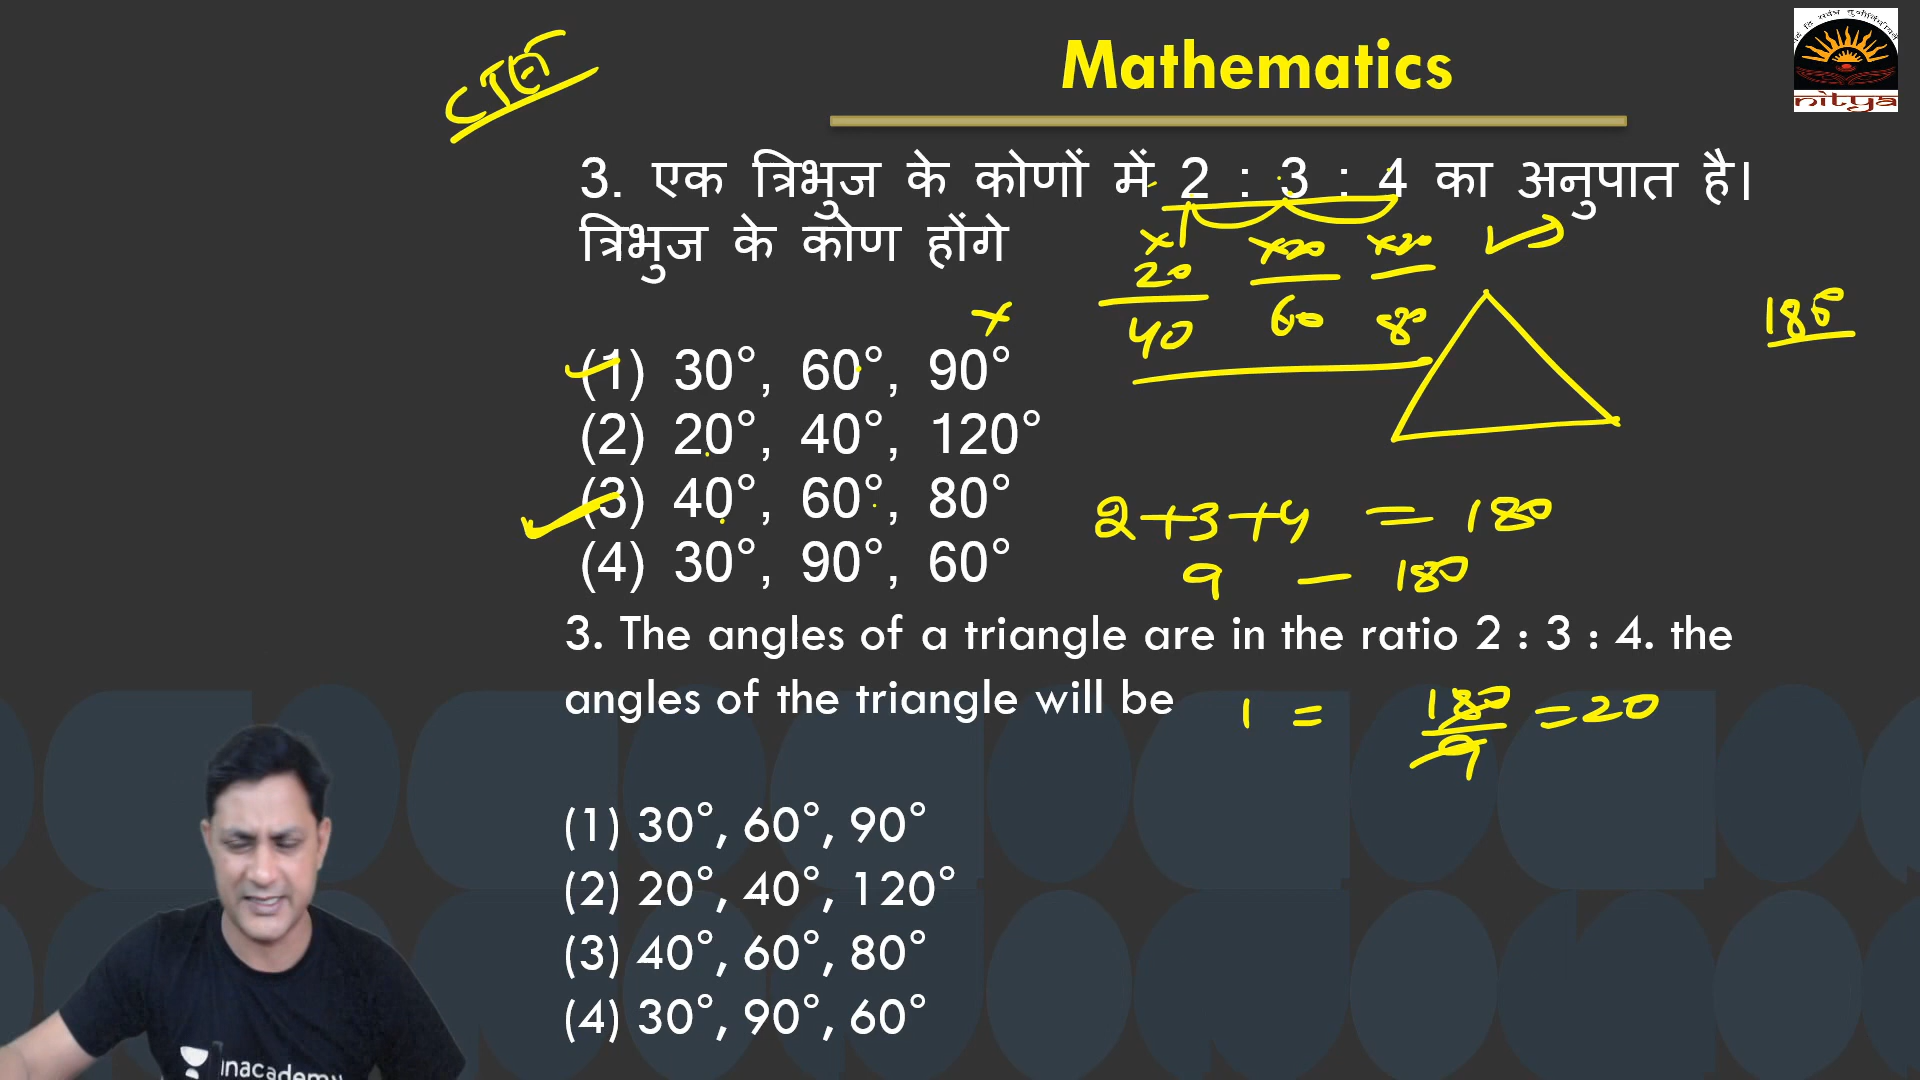 Mathematics
nitya
3. एक त्रिभुज के कोणों में 2 : 3 : 4 का अनुपात है।
त्रिभुज के कोण होंगे
× ×20 ×20
20
40 60 80
180
(1) 30°, 60°, 90°
(2) 20°, 40°, 120°
(3) 40°, 60°, 80°
(4) 30°, 90°, 60°
2+3+4 = 180
9 – 180
3. The angles of a triangle are in the ratio 2 : 3 : 4. the
angles of the triangle will be
1 = 180/9 = 20
(1) 30°, 60°, 90°
(2) 20°, 40°, 120°
(3) 40°, 60°, 80°
(4) 30°, 90°, 60°
unacademy